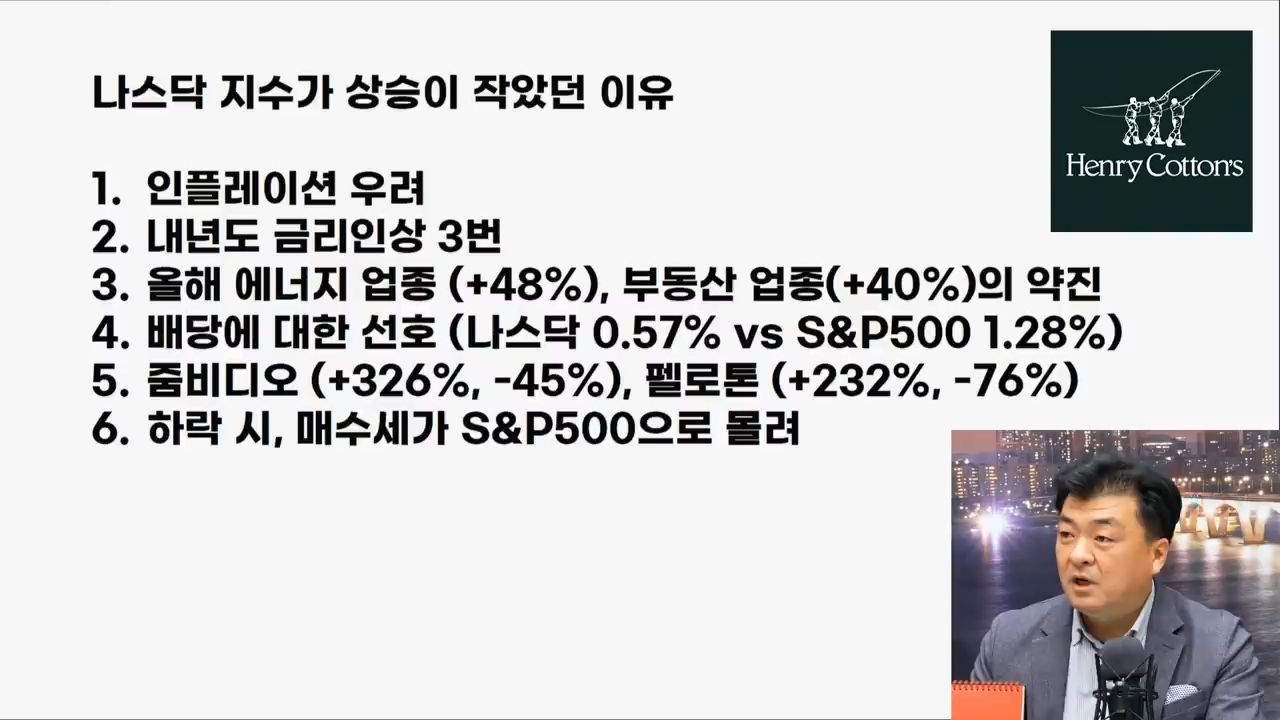 나스닥 지수가 상승이 작았던 이유
1. 인플레이션 우려
2. 내년도 금리인상 3번
3. 올해 에너지 업종 (+48%), 부동산 업종(+40%)의 약진
4. 배당에 대한 선호 (나스닥 0.57% vs S&P500 1.28%)
5. 줌비디오 (+326%, -45%), 펠로톤 (+232%, -76%)
6. 하락 시, 매수세가 S&P500으로 몰려
Henry Cotton's